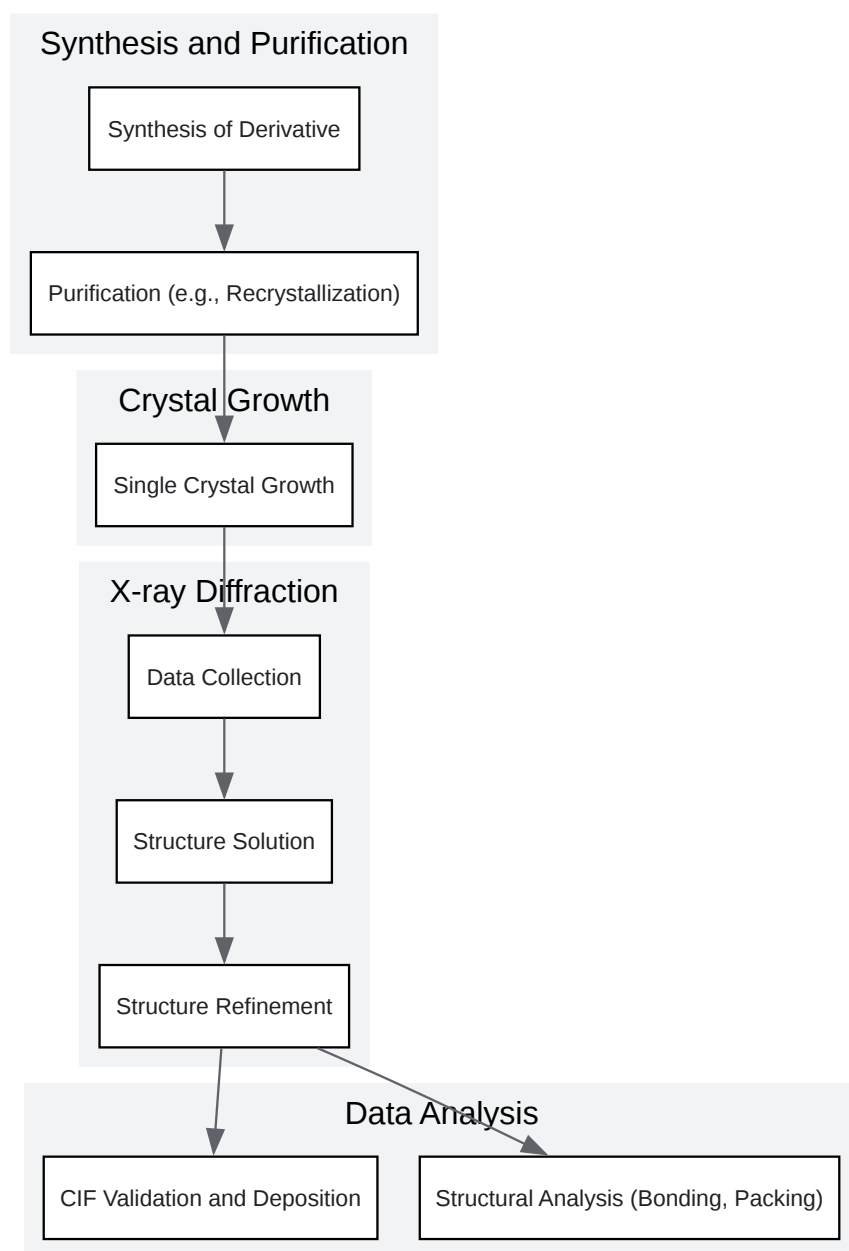 Synthesis and Purification
Synthesis of Derivative
Purification (e.g., Recrystallization)
Crystal Growth
Single Crystal Growth
X-ray Diffraction
Data Collection
Structure Solution
Structure Refinement
Data Analysis
CIF Validation and Deposition
Structural Analysis (Bonding, Packing)